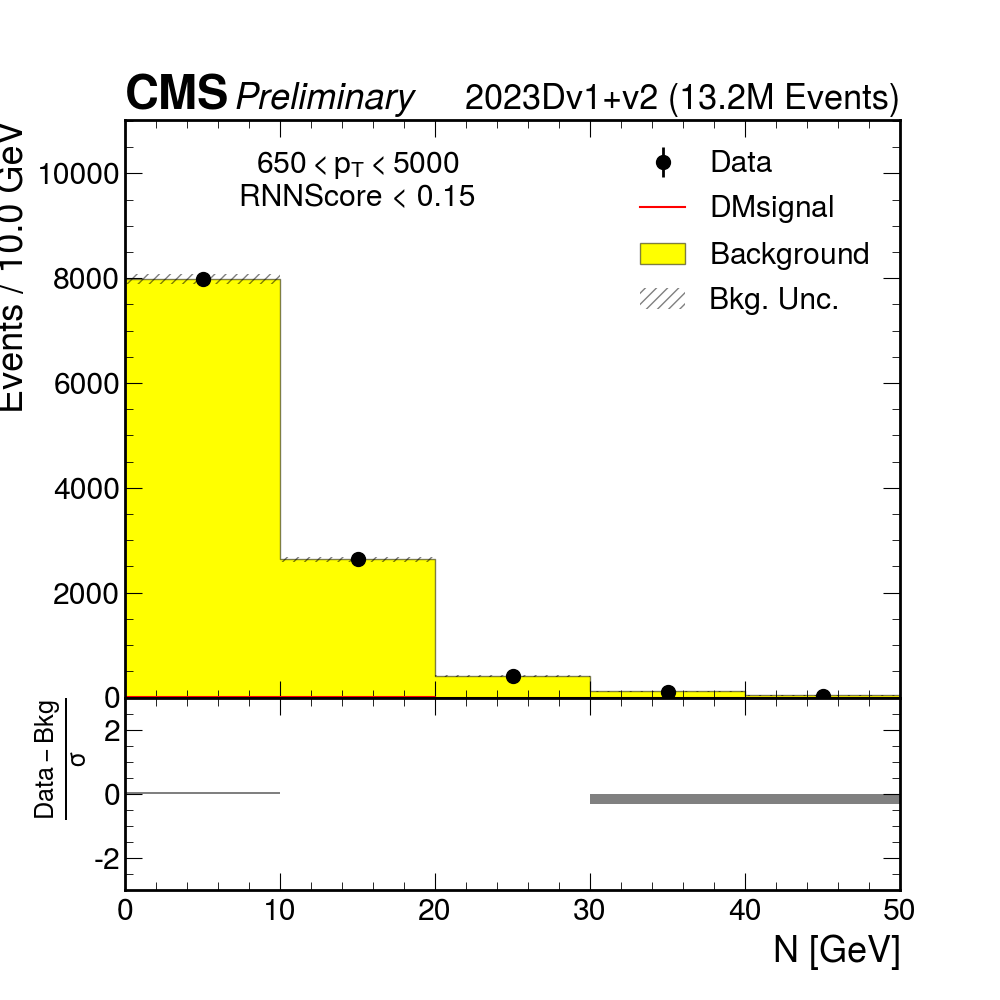 CMS Preliminary 2023Dv1+v2 (13.2M Events)
Events / 10.0 GeV
650 < pT < 5000
RNNScore < 0.15
Data
DMsignal
Background
Bkg. Unc.
10000
8000
6000
4000
2000
0
Data – Bkg
σ
2
0
-2
0 10 20 30 40 50
N [GeV]